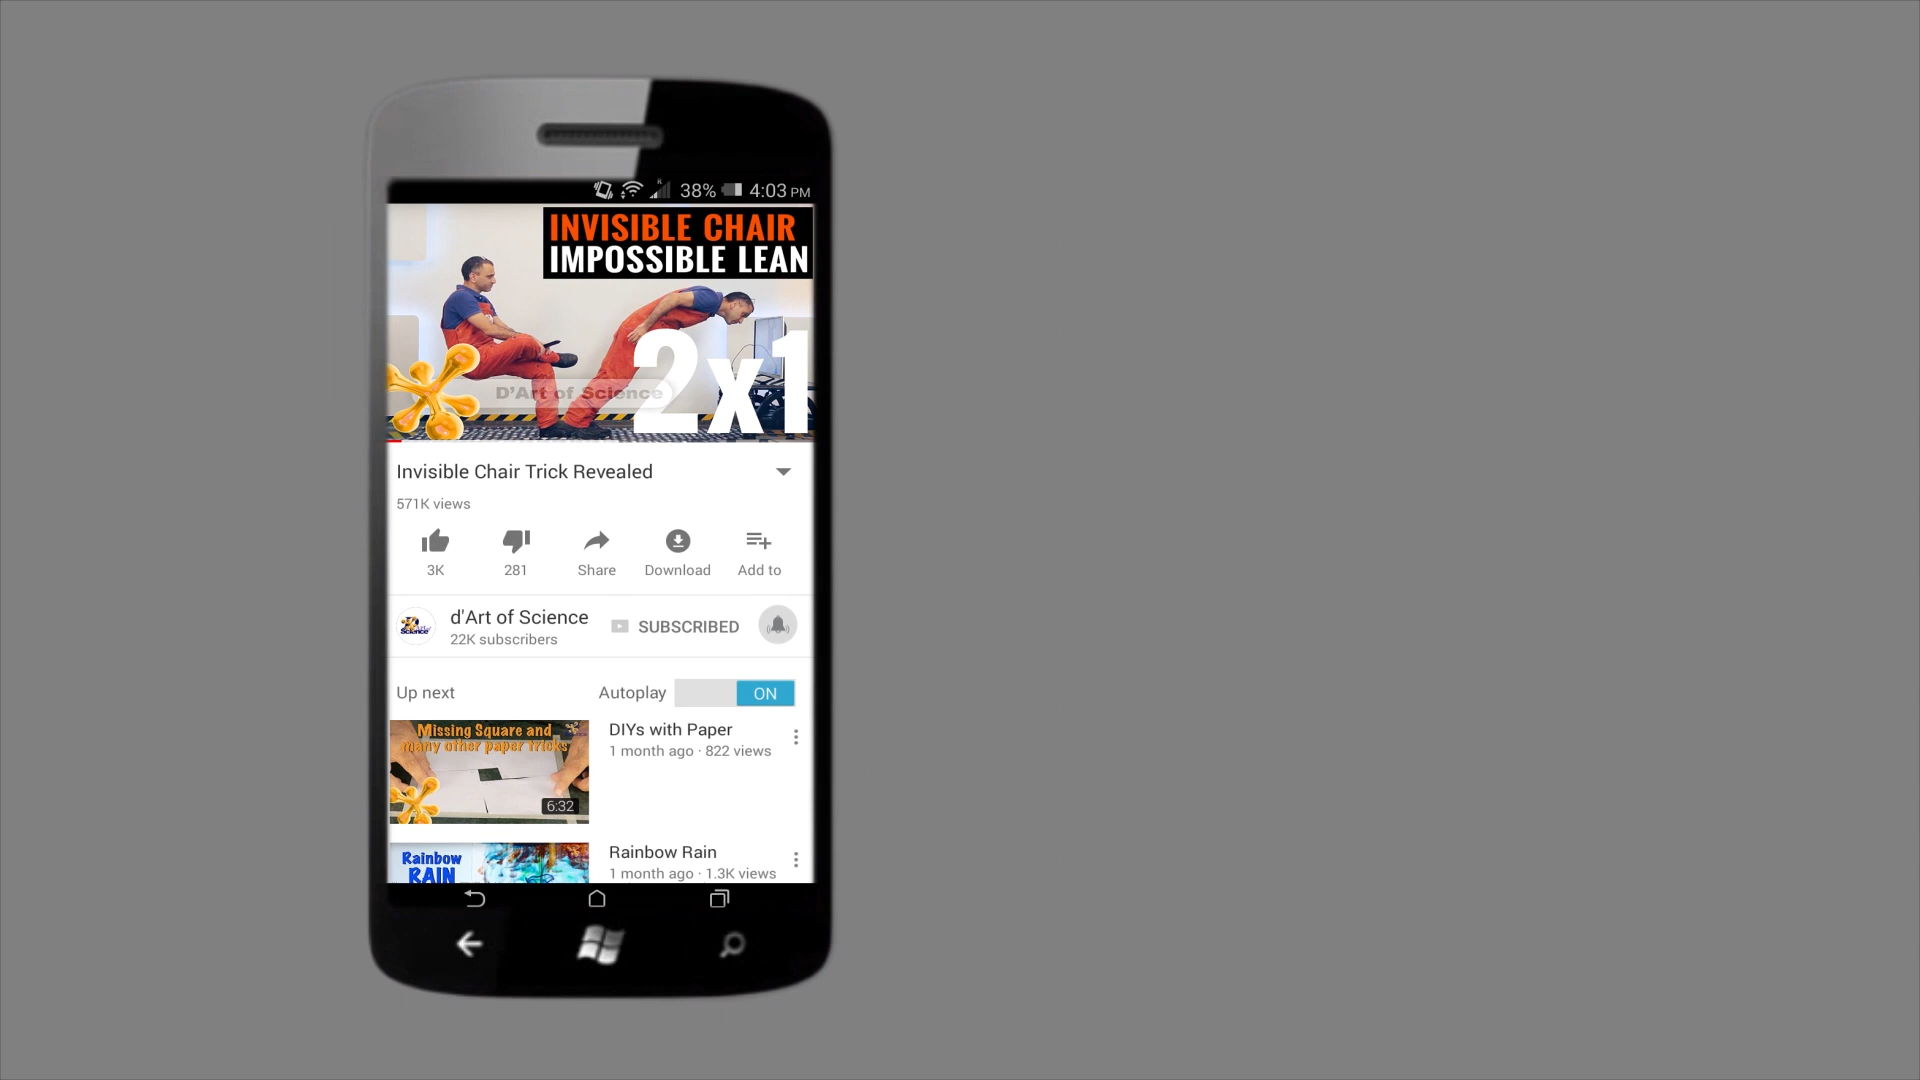 38% 4:03 PM
INVISIBLE CHAIR
IMPOSSIBLE LEAN
2x1
D'Art of Science
Invisible Chair Trick Revealed
571K views
3K 281 Share Download Add to
d'Art of Science
22K subscribers
SUBSCRIBED
Up next Autoplay ON
Missing Square and
many other paper tricks
6:32
DIYs with Paper
1 month ago · 822 views
Rainbow
RAIN
Rainbow Rain
1 month ago · 1.3K views